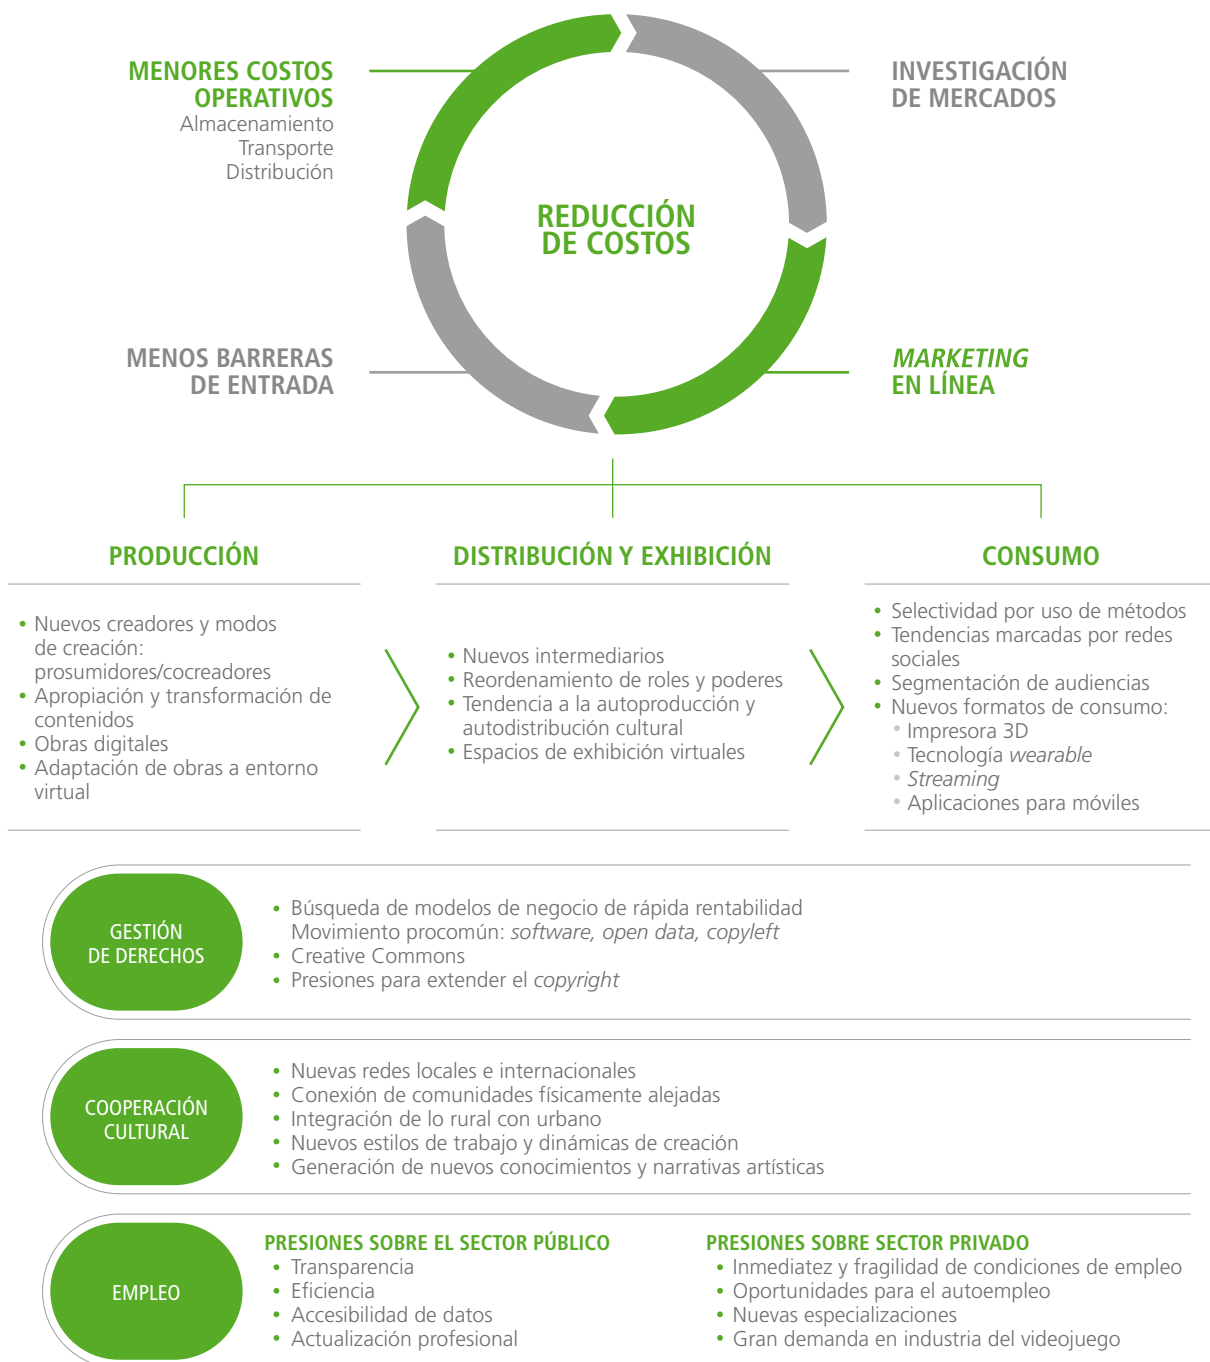 MENORES COSTOS
OPERATIVOS
Almacenamiento
Transporte
Distribución
INVESTIGACIÓN
DE MERCADOS
REDUCCIÓN
DE COSTOS
MENOS BARRERAS
DE ENTRADA
MARKETING
EN LÍNEA
PRODUCCIÓN
• Nuevos creadores y modos
de creación:
prosumidores/cocreadores
• Apropiación y transformación de
contenidos
• Obras digitales
• Adaptación de obras a entorno
virtual
DISTRIBUCIÓN Y EXHIBICIÓN
• Nuevos intermediarios
• Reordenamiento de roles y poderes
• Tendencia a la autoproducción y
autodistribución cultural
• Espacios de exhibición virtuales
CONSUMO
• Selectividad por uso de métodos
• Tendencias marcadas por redes
sociales
• Segmentación de audiencias
• Nuevos formatos de consumo:
• Impresora 3D
• Tecnología wearable
• Streaming
• Aplicaciones para móviles
GESTIÓN
DE DERECHOS
• Búsqueda de modelos de negocio de rápida rentabilidad
Movimiento procomún: software, open data, copyleft
• Creative Commons
• Presiones para extender el copyright
COOPERACIÓN
CULTURAL
• Nuevas redes locales e internacionales
• Conexión de comunidades físicamente alejadas
• Integración de lo rural con urbano
• Nuevos estilos de trabajo y dinámicas de creación
• Generación de nuevos conocimientos y narrativas artísticas
EMPLEO
PRESIONES SOBRE EL SECTOR PÚBLICO
• Transparencia
• Eficiencia
• Accesibilidad de datos
• Actualización profesional
PRESIONES SOBRE SECTOR PRIVADO
• Inmediatez y fragilidad de condiciones de empleo
• Oportunidades para el autoempleo
• Nuevas especializaciones
• Gran demanda en industria del videojuego